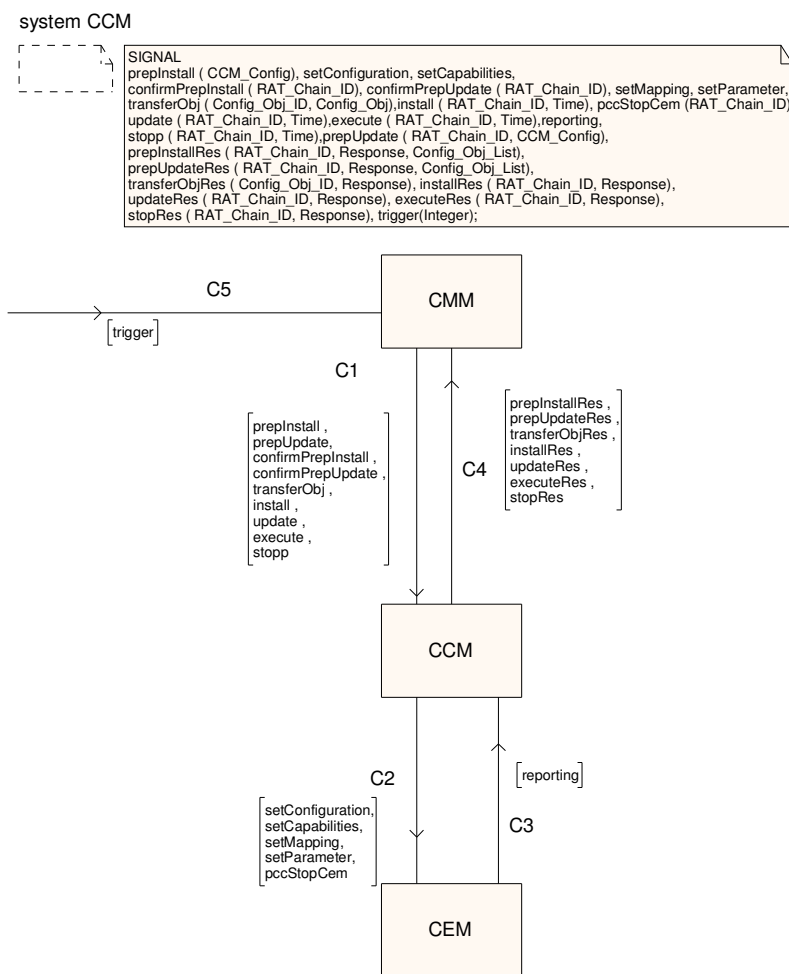 system CCM
SIGNAL
prepInstall ( CCM_Config), setConfiguration, setCapabilities,
confirmPrepInstall ( RAT_Chain_ID), confirmPrepUpdate ( RAT_Chain_ID), setMapping, setParameter,
transferObj ( Config_Obj_ID, Config_Obj),install ( RAT_Chain_ID, Time), pccStopCem (RAT_Chain_ID)
update ( RAT_Chain_ID, Time),execute ( RAT_Chain_ID, Time),reporting,
stopp ( RAT_Chain_ID, Time),prepUpdate ( RAT_Chain_ID, CCM_Config),
prepInstallRes ( RAT_Chain_ID, Response, Config_Obj_List),
prepUpdateRes ( RAT_Chain_ID, Response, Config_Obj_List),
transferObjRes ( Config_Obj_ID, Response), installRes ( RAT_Chain_ID, Response),
updateRes ( RAT_Chain_ID, Response), executeRes ( RAT_Chain_ID, Response),
stopRes ( RAT_Chain_ID, Response), trigger(Integer);
C5
[trigger]
CMM
C1
prepInstall ,
prepUpdate,
confirmPrepInstall ,
confirmPrepUpdate ,
transferObj ,
install ,
update ,
execute ,
stopp
C4
prepInstallRes ,
prepUpdateRes ,
transferObjRes ,
installRes ,
updateRes ,
executeRes ,
stopRes
CCM
C2
setConfiguration,
setCapabilities,
setMapping,
setParameter,
pccStopCem
[reporting]
C3
CEM